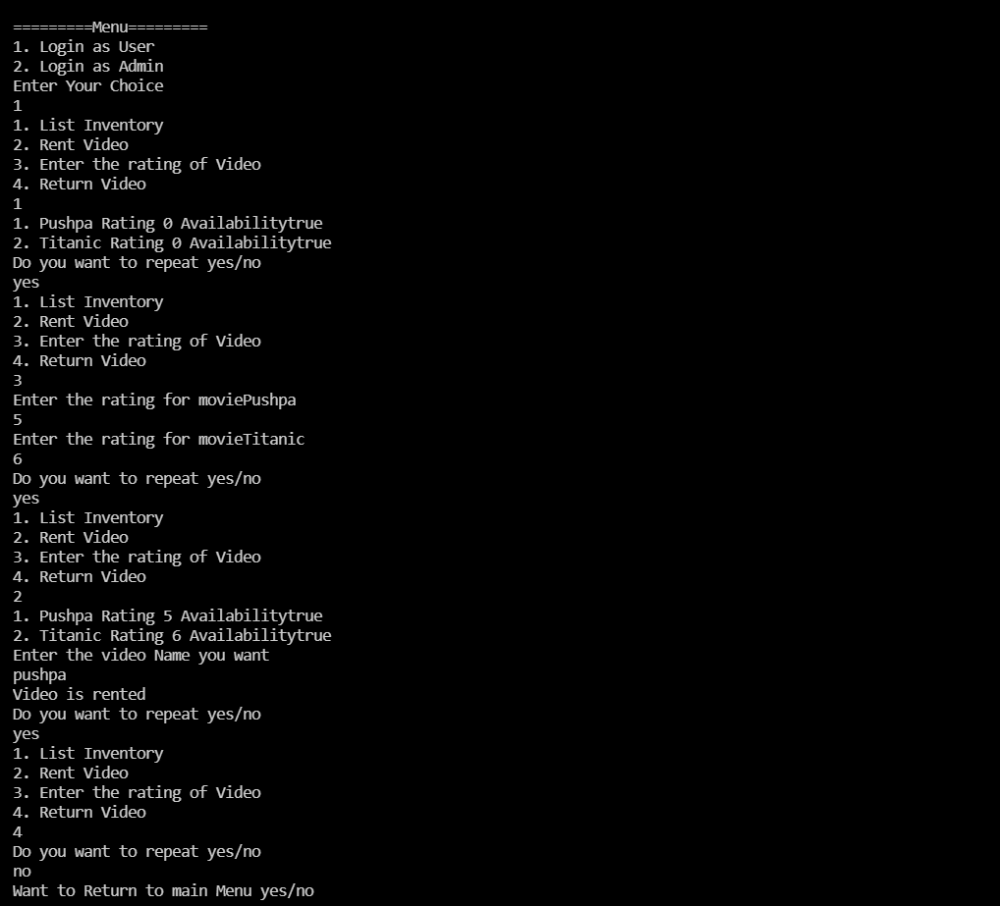 =========Menu=========
1. Login as User
2. Login as Admin
Enter Your Choice
1
1. List Inventory
2. Rent Video
3. Enter the rating of Video
4. Return Video
1
1. Pushpa Rating 0 Availabilitytrue
2. Titanic Rating 0 Availabilitytrue
Do you want to repeat yes/no
yes
1. List Inventory
2. Rent Video
3. Enter the rating of Video
4. Return Video
3
Enter the rating for moviePushpa
5
Enter the rating for movieTitanic
6
Do you want to repeat yes/no
yes
1. List Inventory
2. Rent Video
3. Enter the rating of Video
4. Return Video
2
1. Pushpa Rating 5 Availabilitytrue
2. Titanic Rating 6 Availabilitytrue
Enter the video Name you want
pushpa
Video is rented
Do you want to repeat yes/no
yes
1. List Inventory
2. Rent Video
3. Enter the rating of Video
4. Return Video
4
Do you want to repeat yes/no
no
Want to Return to main Menu yes/no